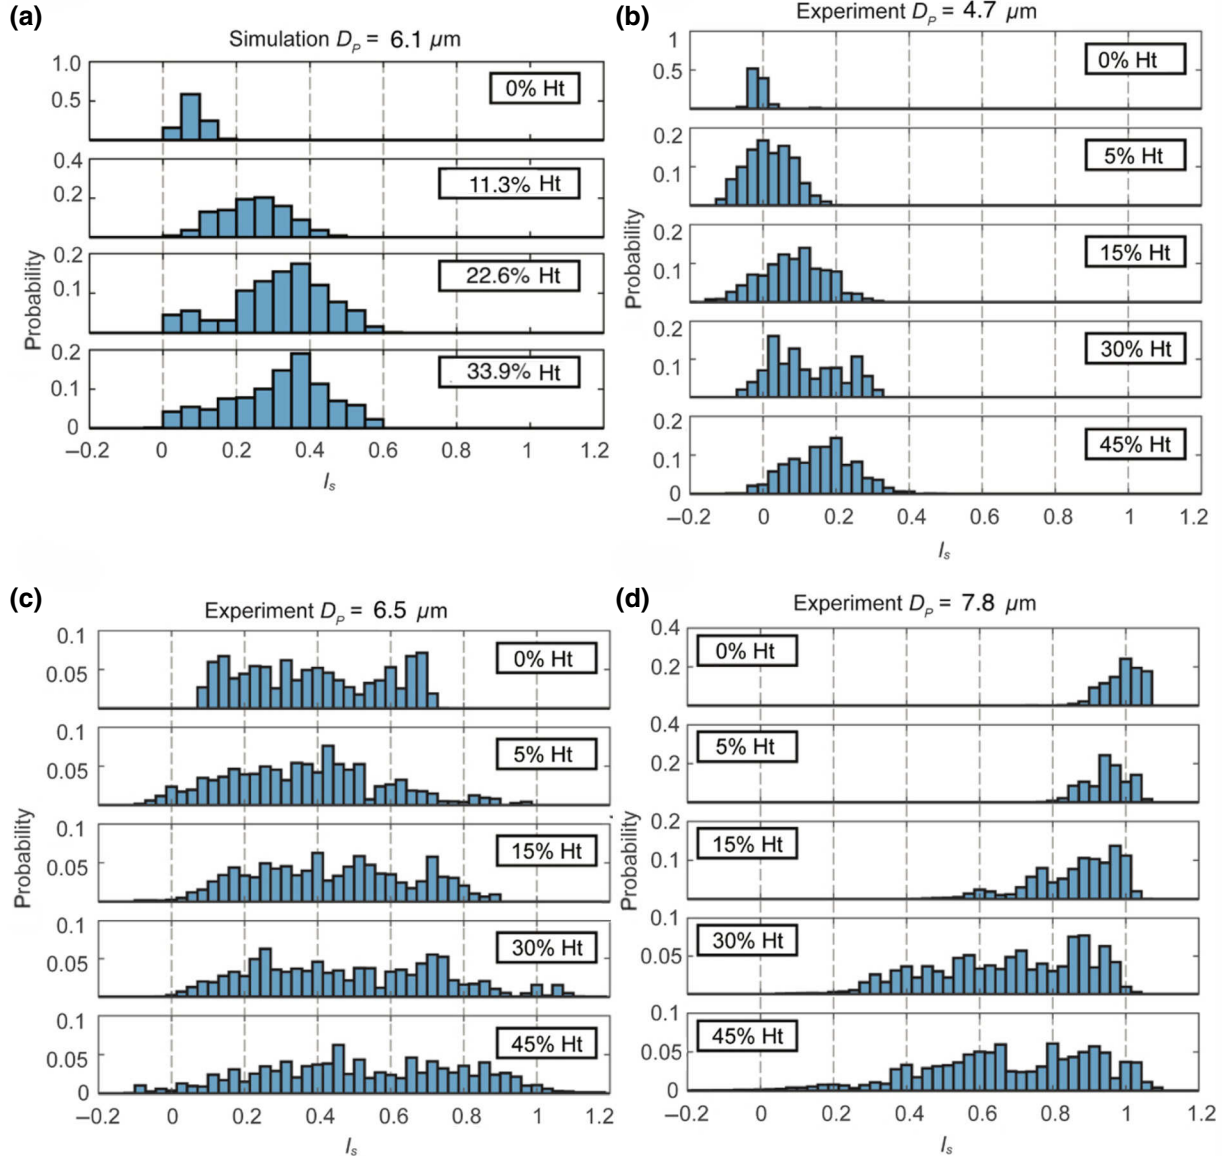 (a)
Simulation D_P = 6.1 μm
1.0
0.5
0% Ht
0.4
0.2
11.3% Ht
0.2
0.1
22.6% Ht
0.2
0.1
0
33.9% Ht
Probability
−0.2 0 0.2 0.4 0.6 0.8 1 1.2
I_s
(b)
Experiment D_P = 4.7 μm
1
0.5
0% Ht
0.2
0.1
5% Ht
0.2
0.1
15% Ht
0.2
0.1
30% Ht
0.2
0.1
0
45% Ht
Probability
−0.2 0 0.2 0.4 0.6 0.8 1 1.2
I_s
(c)
Experiment D_P = 6.5 μm
0.1
0.05
0% Ht
0.1
0.05
5% Ht
0.1
0.05
15% Ht
0.1
0.05
30% Ht
0.1
0.05
0
45% Ht
Probability
−0.2 0 0.2 0.4 0.6 0.8 1 1.2
I_s
(d)
Experiment D_P = 7.8 μm
0.4
0.2
0% Ht
0.4
0.2
5% Ht
0.2
0.1
15% Ht
0.1
0.05
30% Ht
0.1
0.05
0
45% Ht
Probability
−0.2 0 0.2 0.4 0.6 0.8 1 1.2
I_s